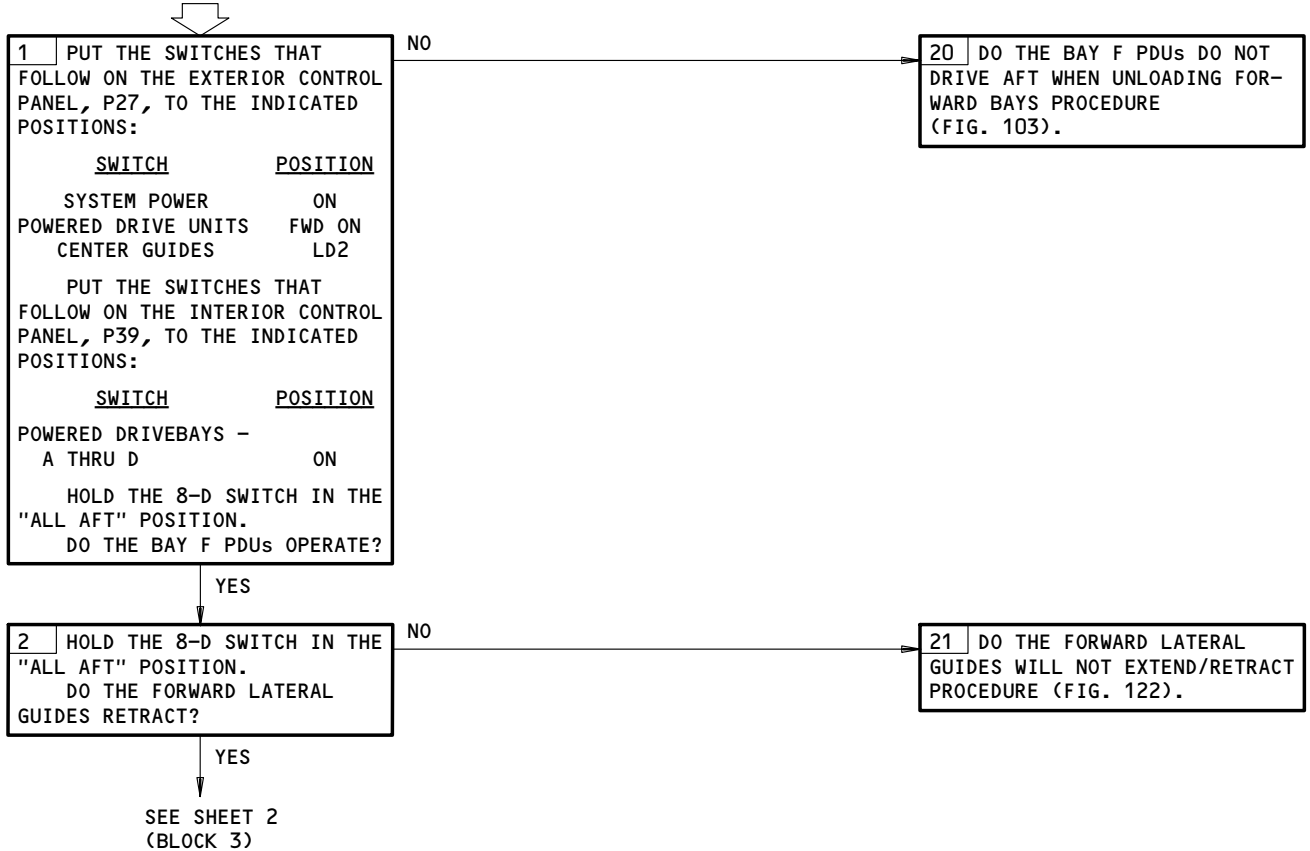 1 PUT THE SWITCHES THAT
FOLLOW ON THE EXTERIOR CONTROL
PANEL, P27, TO THE INDICATED
POSITIONS:
SWITCH POSITION
SYSTEM POWER ON
POWERED DRIVE UNITS FWD ON
CENTER GUIDES LD2
PUT THE SWITCHES THAT
FOLLOW ON THE INTERIOR CONTROL
PANEL, P39, TO THE INDICATED
POSITIONS:
SWITCH POSITION
POWERED DRIVEBAYS –
A THRU D ON
HOLD THE 8-D SWITCH IN THE
"ALL AFT" POSITION.
DO THE BAY F PDUs OPERATE?
NO
20 DO THE BAY F PDUs DO NOT
DRIVE AFT WHEN UNLOADING FOR-
WARD BAYS PROCEDURE
(FIG. 103).
YES
2 HOLD THE 8-D SWITCH IN THE
"ALL AFT" POSITION.
DO THE FORWARD LATERAL
GUIDES RETRACT?
NO
21 DO THE FORWARD LATERAL
GUIDES WILL NOT EXTEND/RETRACT
PROCEDURE (FIG. 122).
YES
SEE SHEET 2
(BLOCK 3)